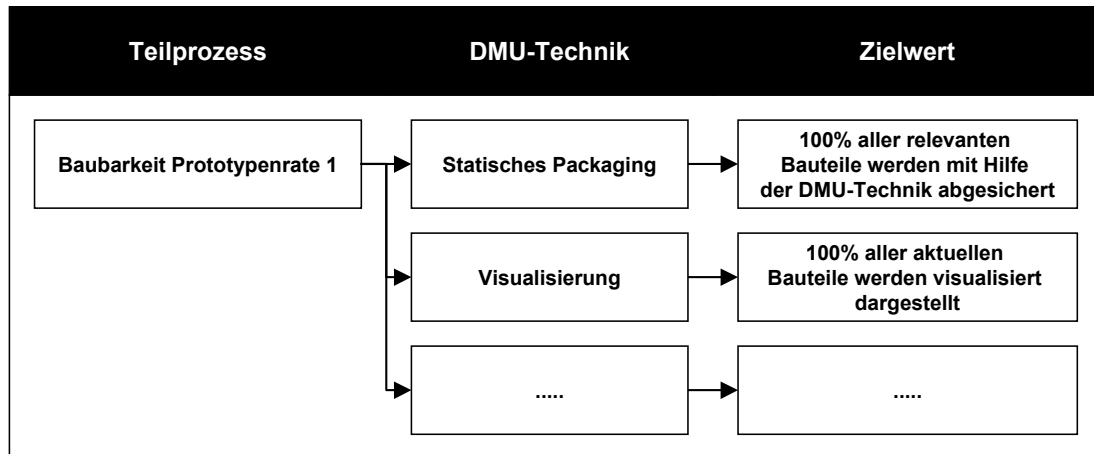 Teilprozess
DMU-Technik
Zielwert
Baubarkeit Prototypenrate 1
Statisches Packaging
100% aller relevanten
Bauteile werden mit Hilfe
der DMU-Technik abgesichert
Visualisierung
100% aller aktuellen
Bauteile werden visualisiert
dargestellt
.....
.....